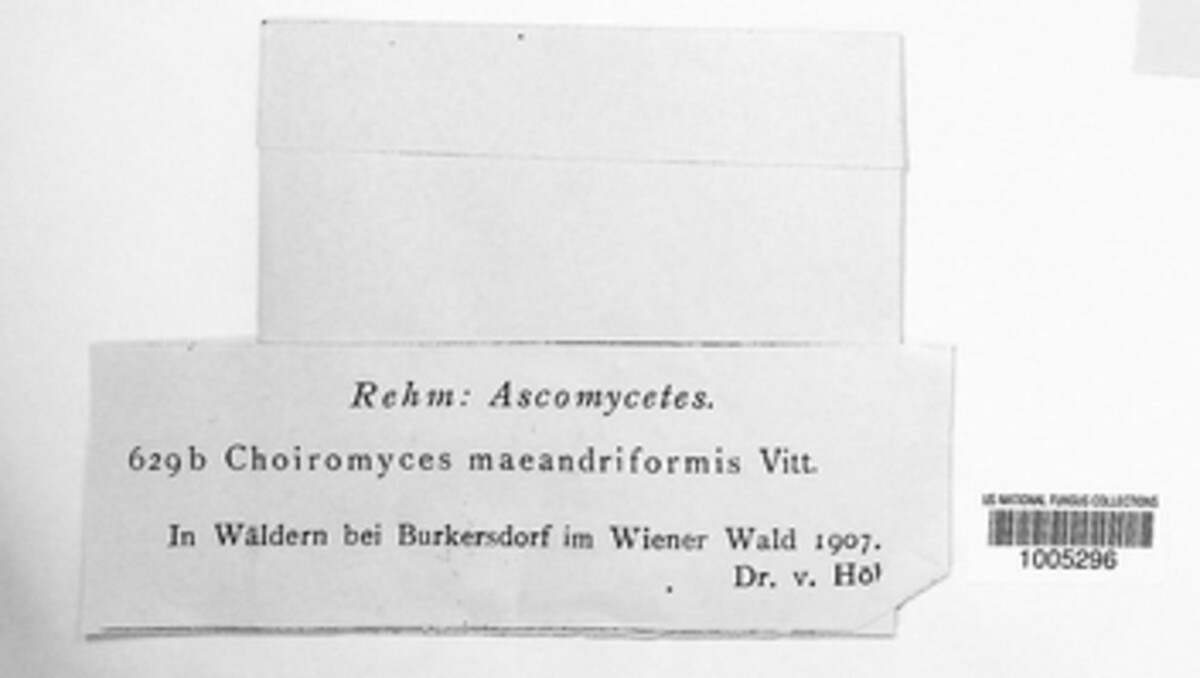 Rehm: Ascomycetes.
629b Choiromyces maeandriformis Vitt.
In Wäldern bei Burkersdorf im Wiener Wald 1907.
Dr. v. Höl
US NATIONAL FUNGUS COLLECTIONS
1005296